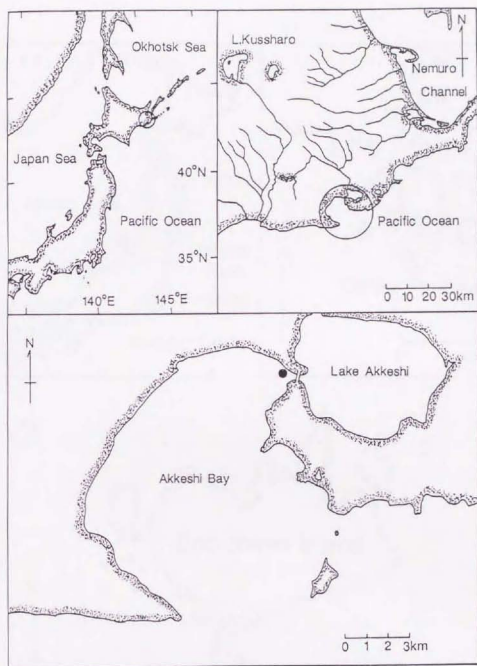 Okhotsk Sea
Japan Sea
Pacific Ocean
40°N
35°N
140°E 145°E
N
L.Kussharo
Nemuro
Channel
Pacific Ocean
0 10 20 30km
N
Lake Akkeshi
Akkeshi Bay
0 1 2 3km